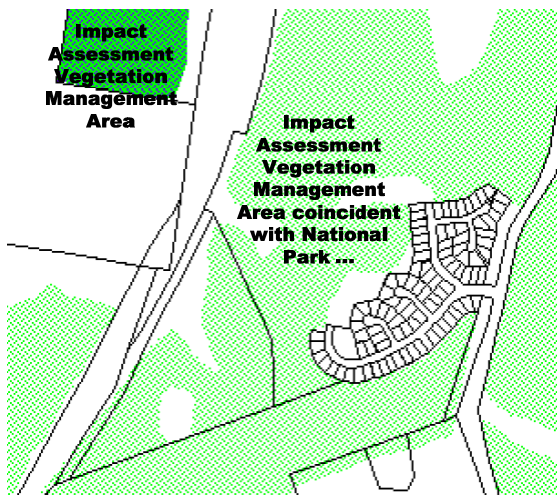 Impact
Assessment
Vegetation
Management
Area
Impact
Assessment
Vegetation
Management
Area coincident
with National
Park ...